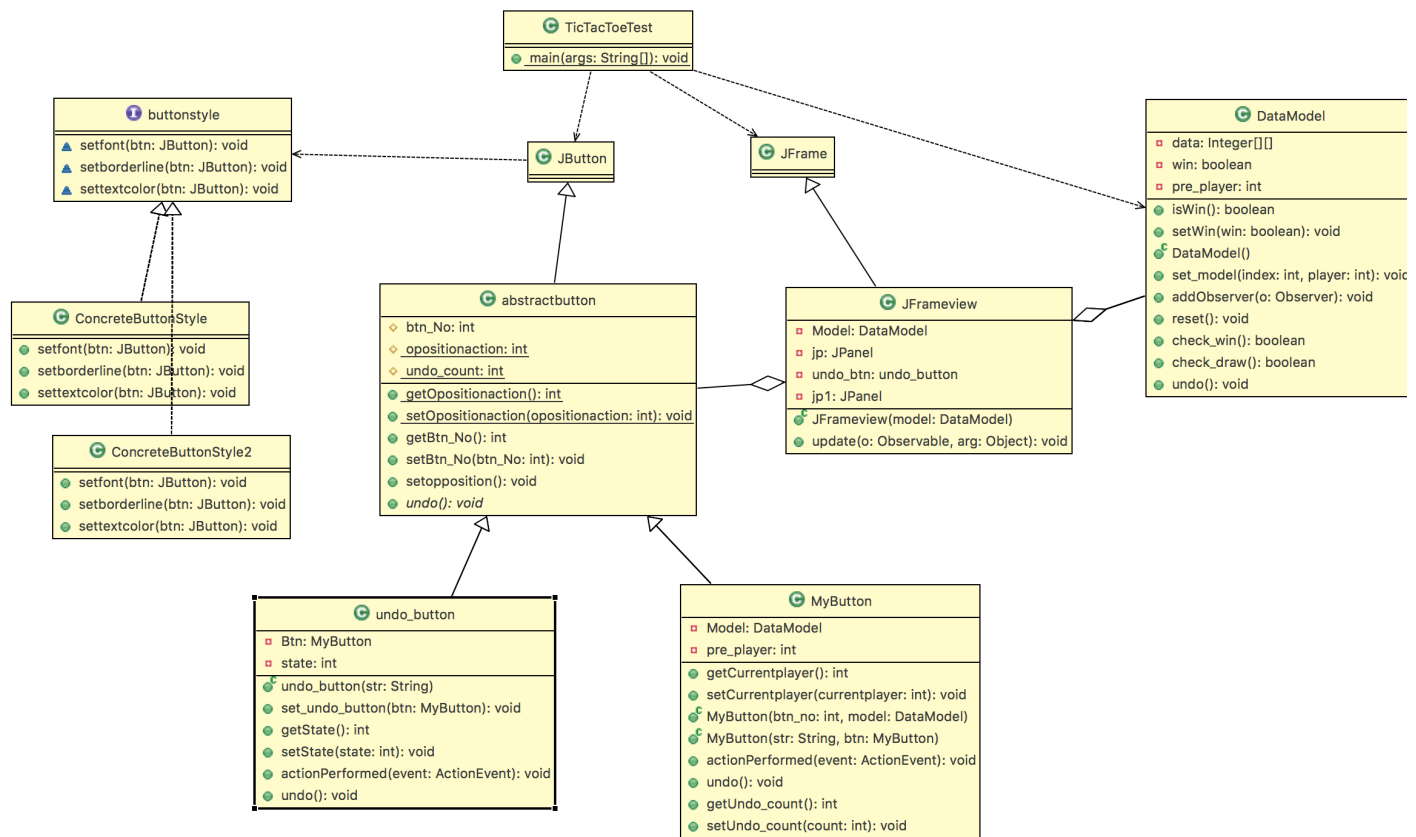 TicTacToeTest
main(args: String[]): void
buttonstyle
setfont(btn: JButton): void
setborderline(btn: JButton): void
settextcolor(btn: JButton): void
JButton
JFrame
DataModel
data: Integer[][]
win: boolean
pre_player: int
isWin(): boolean
setWin(win: boolean): void
DataModel()
set_model(index: int, player: int): void
addObserver(o: Observer): void
reset(): void
check_win(): boolean
check_draw(): boolean
undo(): void
ConcreteButtonStyle
setfont(btn: JButton): void
setborderline(btn: JButton): void
settextcolor(btn: JButton): void
ConcreteButtonStyle2
setfont(btn: JButton): void
setborderline(btn: JButton): void
settextcolor(btn: JButton): void
abstractbutton
btn_No: int
opositionaction: int
undo_count: int
getOpositionaction(): int
setOpositionaction(opositionaction: int): void
getBtn_No(): int
setBtn_No(btn_No: int): void
setopposition(): void
undo(): void
JFrameview
Model: DataModel
jp: JPanel
undo_btn: undo_button
jp1: JPanel
JFrameview(model: DataModel)
update(o: Observable, arg: Object): void
undo_button
Btn: MyButton
state: int
undo_button(str: String)
set_undo_button(btn: MyButton): void
getState(): int
setState(state: int): void
actionPerformed(event: ActionEvent): void
undo(): void
MyButton
Model: DataModel
pre_player: int
getCurrentplayer(): int
setCurrentplayer(currentplayer: int): void
MyButton(btn_no: int, model: DataModel)
MyButton(str: String, btn: MyButton)
actionPerformed(event: ActionEvent): void
undo(): void
getUndo_count(): int
setUndo_count(count: int): void